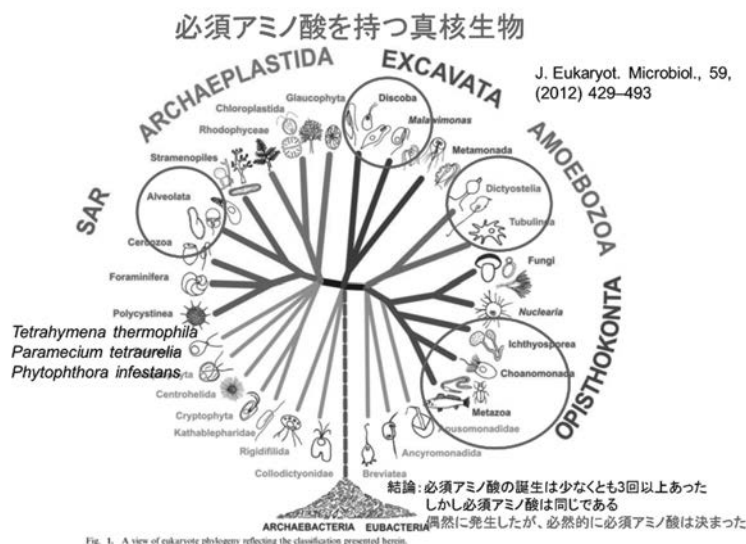 必須アミノ酸を持つ真核生物
J. Eukaryot. Microbiol., 59,
(2012) 429–493
ARCHAEPLASTIDA
EXCAVATA
AMOEBOZOA
OPISTHOKONTA
SAR
Glaucophyta
Chloroplastida
Rhodophyceae
Stramenopiles
Alveolata
Cercozoa
Foraminifera
Polycystinea
Discoba
Malawimonas
Metamonada
Dictyostelia
Tubulinea
Fungi
Nuclearia
Ichthyosporea
Choanomonada
Metazoa
Apusomonadidae
Ancyromonadida
Breviatea
Collodictyonidae
Rigidifilida
Kathablepharidae
Cryptophyta
Centrohelida
Tetrahymena thermophila
Paramecium tetraurelia
Phytophthora infestans
ARCHAEBACTERIA EUBACTERIA
結論:必須アミノ酸の誕生は少なくとも3回以上あった
しかし必須アミノ酸は同じである
偶然に発生したが、必然的に必須アミノ酸は決まった
Fig. 1. A view of eukaryote phylogeny reflecting the classification presented herein.